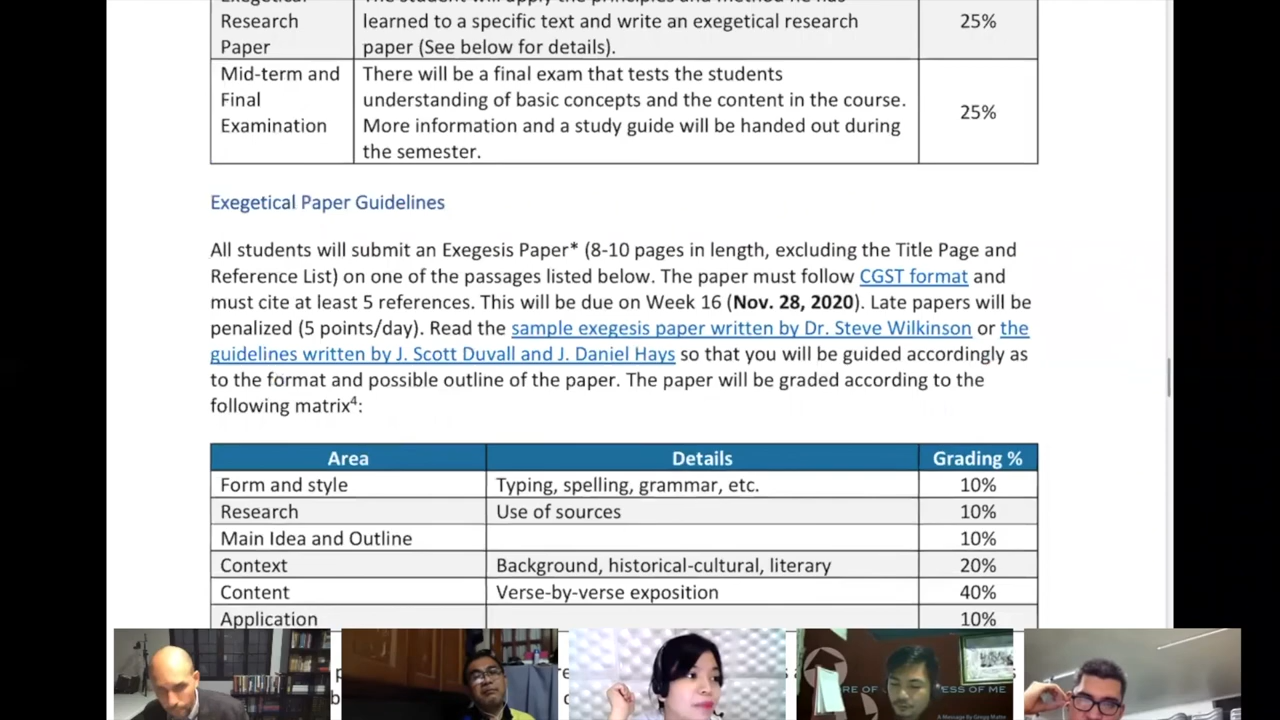 Research
Paper
learned to a specific text and write an exegetical research
paper (See below for details).
25%
Mid-term and
Final
Examination
There will be a final exam that tests the students
understanding of basic concepts and the content in the course.
More information and a study guide will be handed out during
the semester.
25%
Exegetical Paper Guidelines
All students will submit an Exegesis Paper* (8-10 pages in length, excluding the Title Page and
Reference List) on one of the passages listed below. The paper must follow CGST format and
must cite at least 5 references. This will be due on Week 16 (Nov. 28, 2020). Late papers will be
penalized (5 points/day). Read the sample exegesis paper written by Dr. Steve Wilkinson or the
guidelines written by J. Scott Duvall and J. Daniel Hays so that you will be guided accordingly as
to the format and possible outline of the paper. The paper will be graded according to the
following matrix⁴:
Area Details Grading %
Form and style Typing, spelling, grammar, etc. 10%
Research Use of sources 10%
Main Idea and Outline 10%
Context Background, historical-cultural, literary 20%
Content Verse-by-verse exposition 40%
Application 10%
ESS OF ME